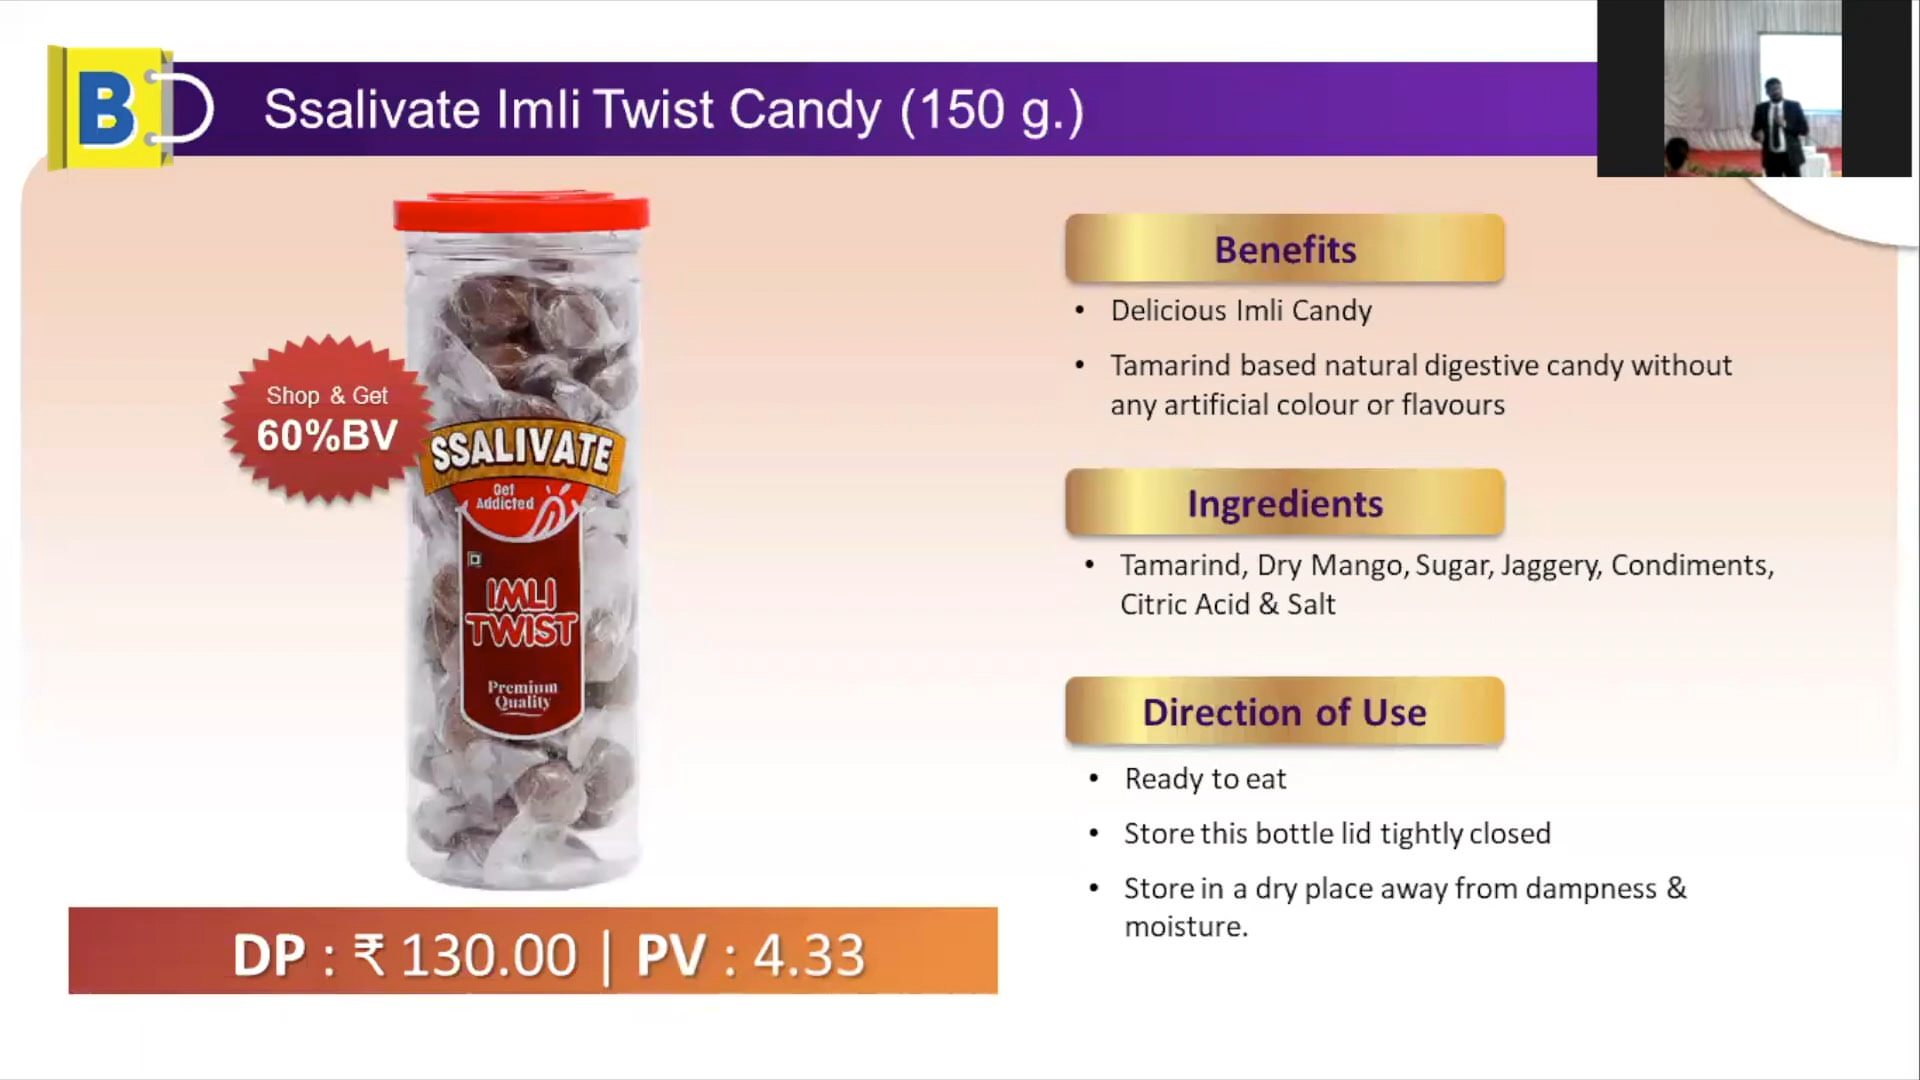 B
Ssalivate Imli Twist Candy (150 g.)
Shop & Get
60%BV
SSALIVATE
Get
Addicted
IMLI
TWIST
Premium
Quality
DP : ₹ 130.00 | PV : 4.33
Benefits
• Delicious Imli Candy
• Tamarind based natural digestive candy without
any artificial colour or flavours
Ingredients
• Tamarind, Dry Mango, Sugar, Jaggery, Condiments,
Citric Acid & Salt
Direction of Use
• Ready to eat
• Store this bottle lid tightly closed
• Store in a dry place away from dampness &
moisture.